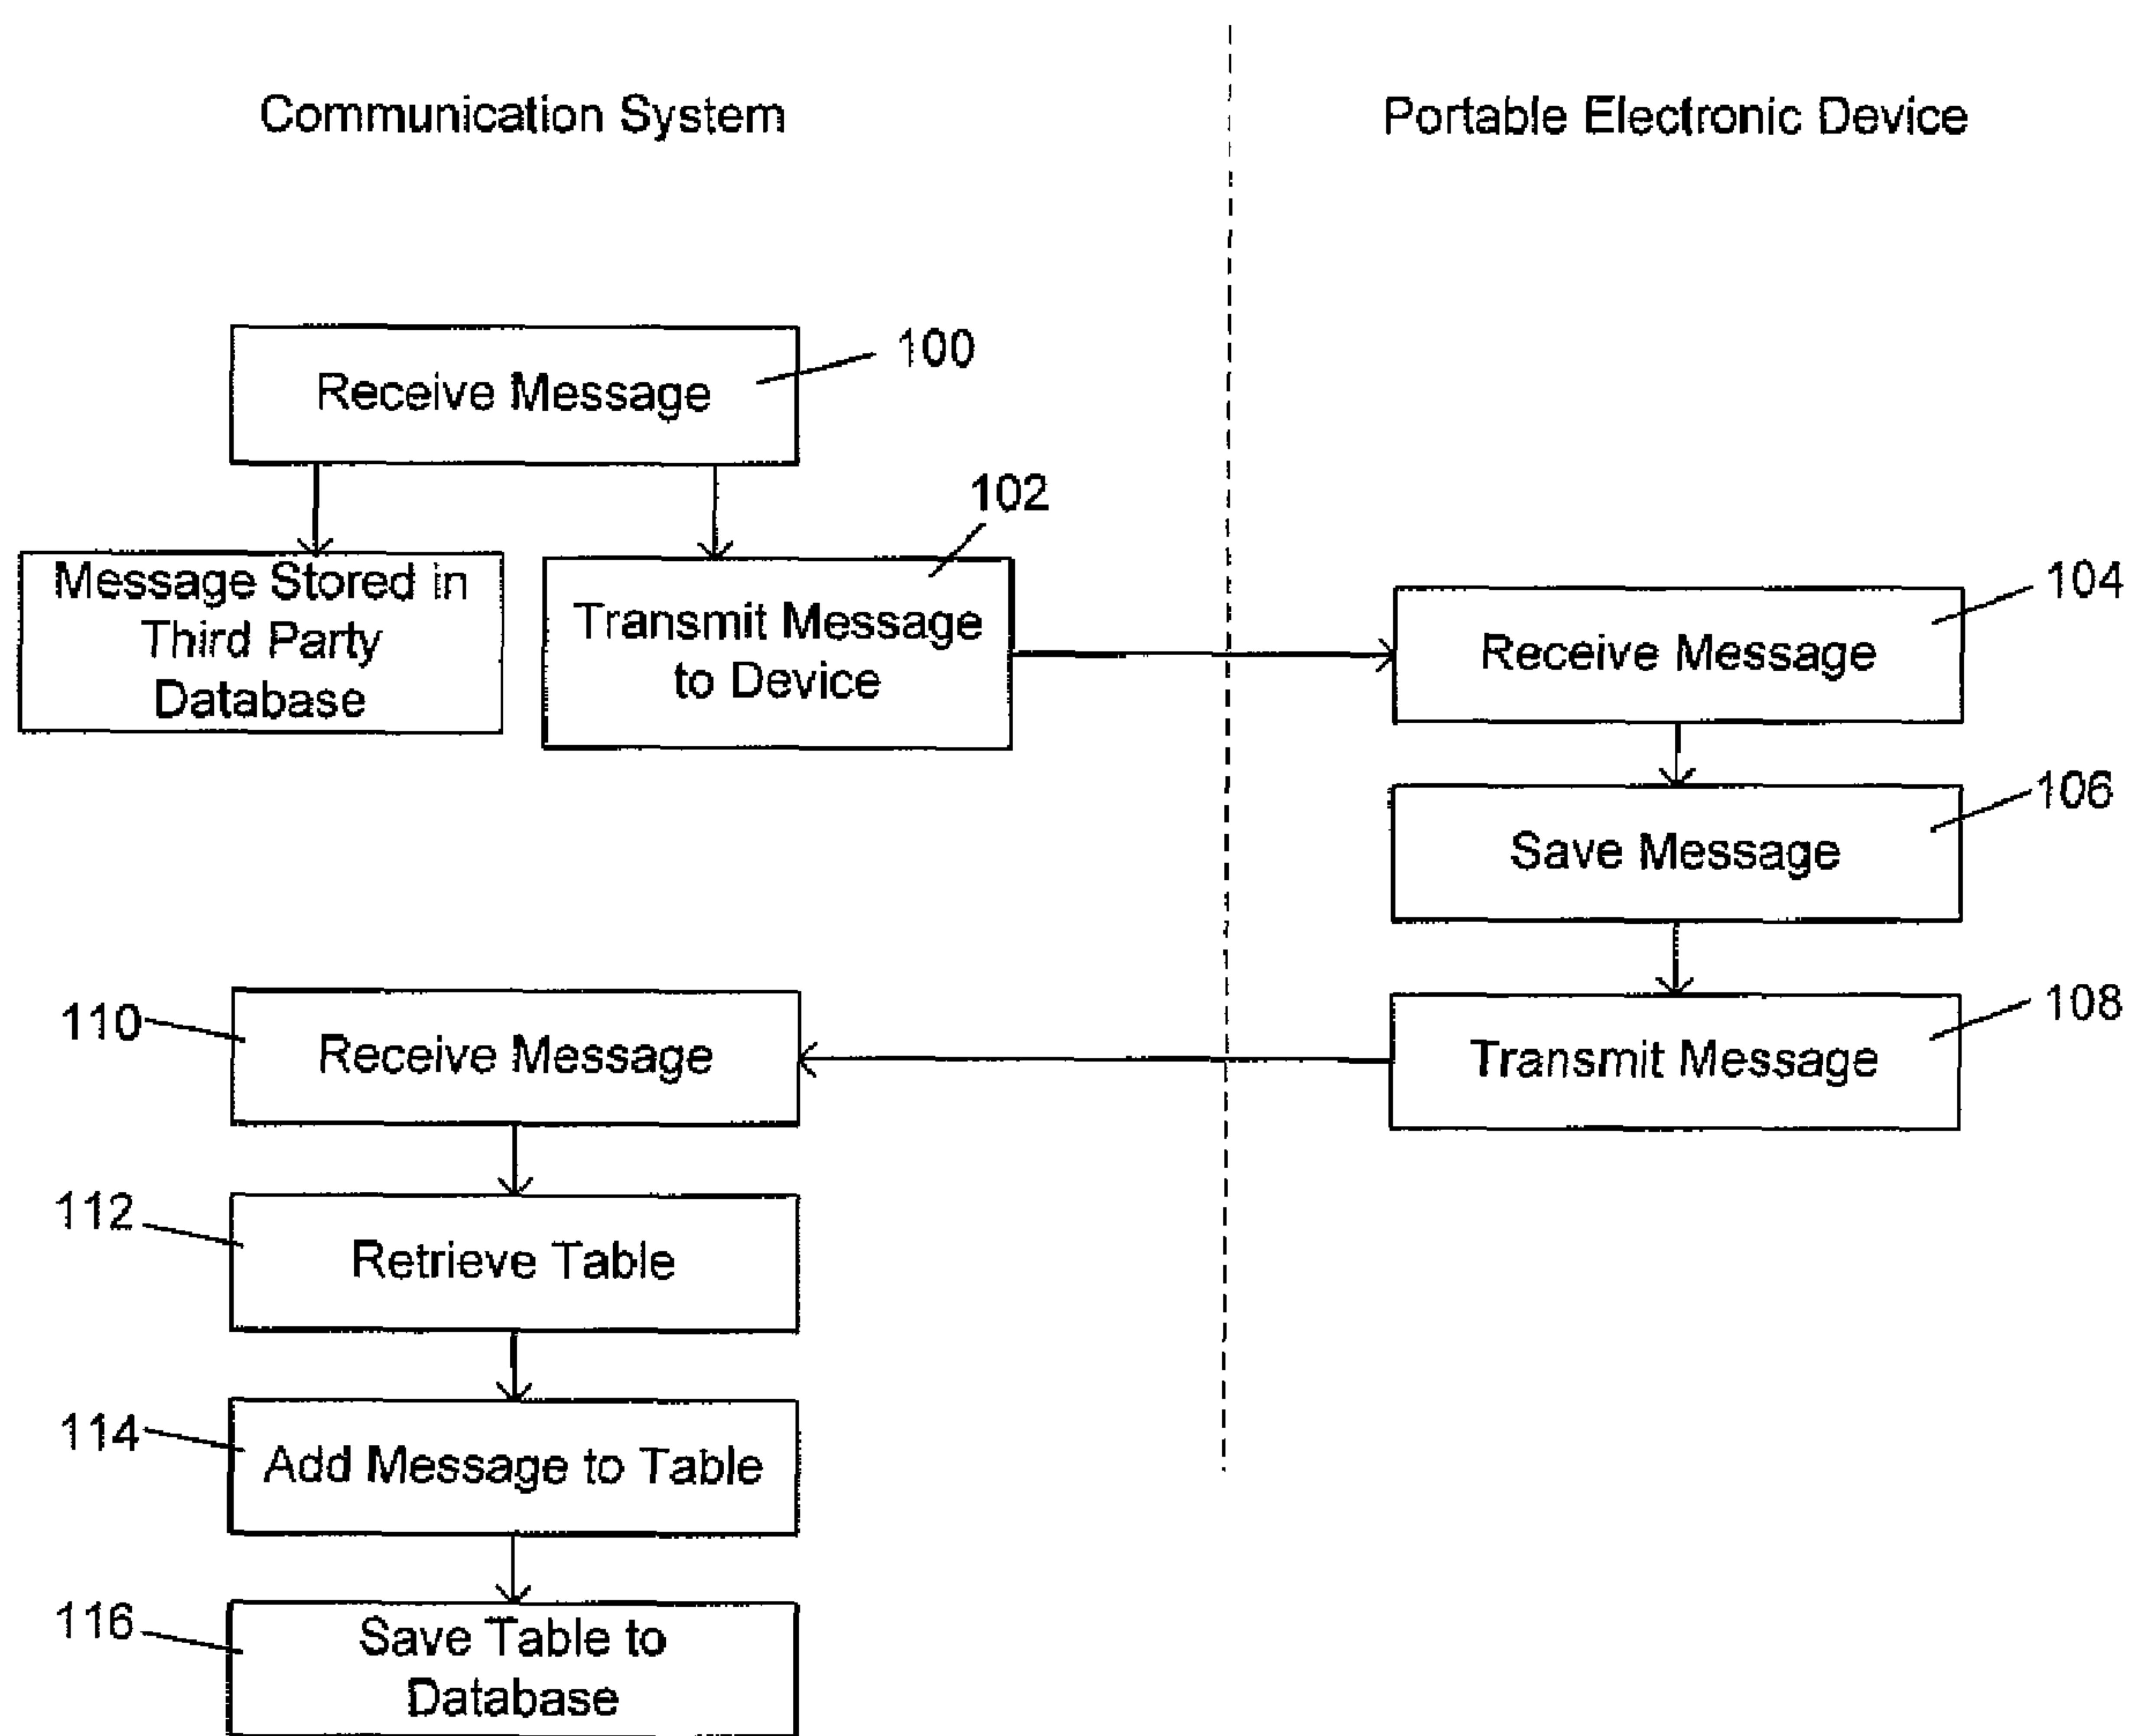 Communication System
Portable Electronic Device
Receive Message
100
102
Message Stored in
Third Party
Database
Transmit Message
to Device
Receive Message
104
Save Message
106
110
Receive Message
Transmit Message
108
112
Retrieve Table
114
Add Message to Table
116
Save Table to
Database